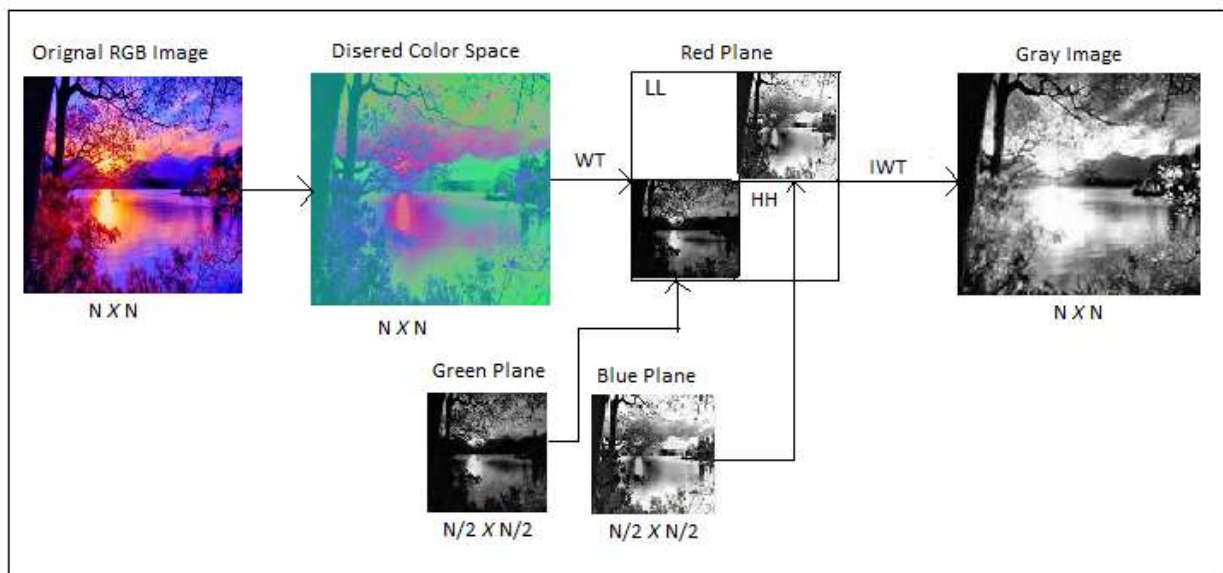 Orignal RGB Image
Disered Color Space
Red Plane
Gray Image
LL
WT
HH
IWT
N X N
N X N
N X N
Green Plane
Blue Plane
N/2 X N/2
N/2 X N/2